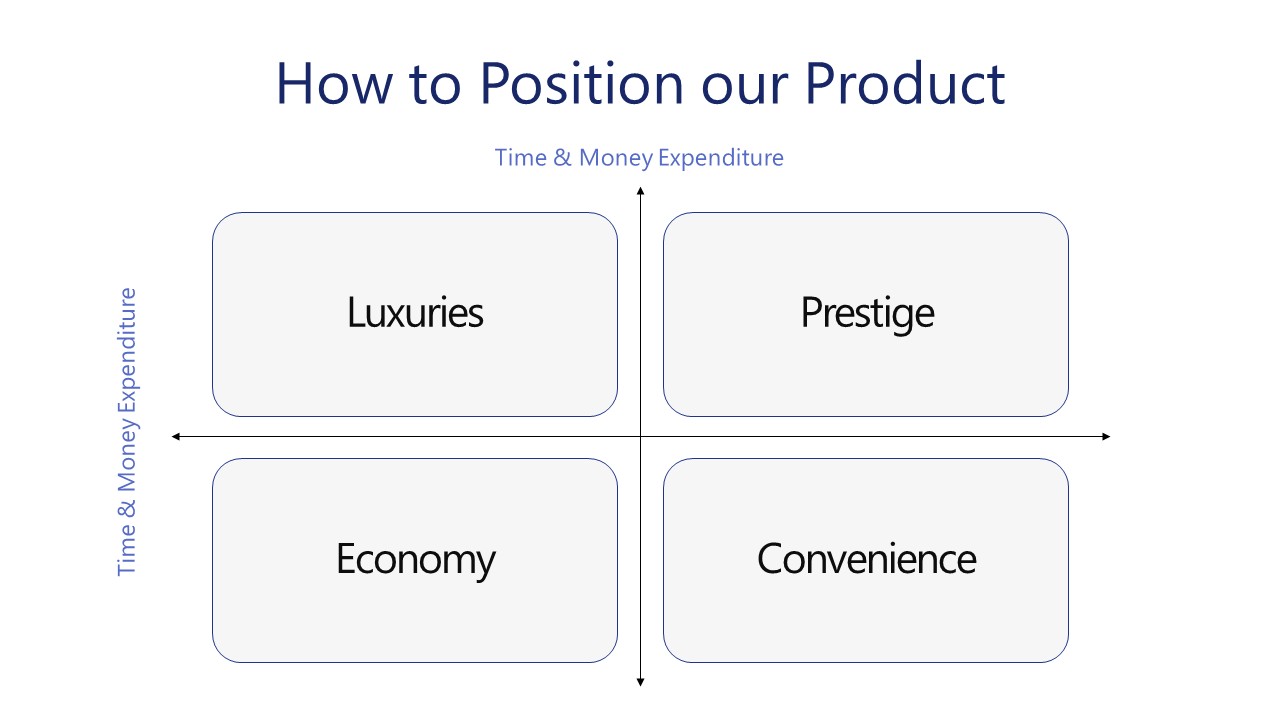 How to Position our Product
Time & Money Expenditure
Luxuries
Prestige
Time & Money Expenditure
Economy
Convenience